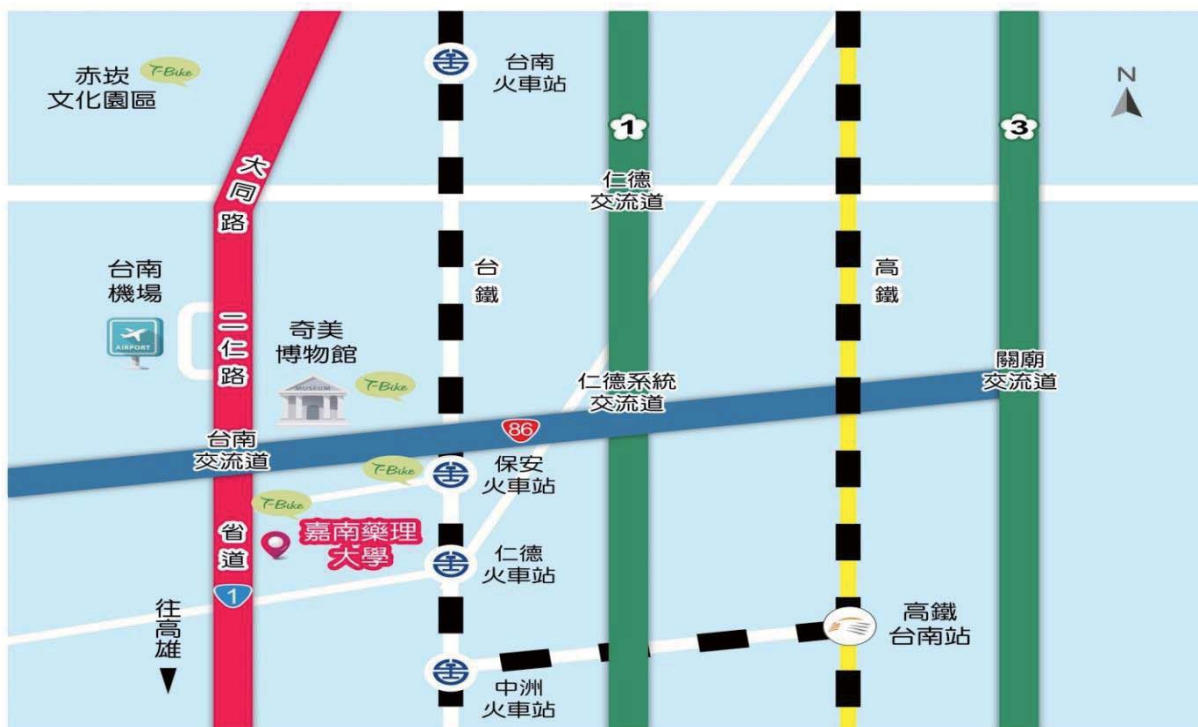 台南
火車站
赤崁
文化園區
T-Bike
N
1
3
大同路
仁德
交流道
台南
機場
AIRPORT
二仁路
奇美
博物館
MUSEUM
T-Bike
台鐵
高鐵
關廟
交流道
仁德系統
交流道
86
台南
交流道
保安
火車站
T-Bike
T-Bike
嘉南藥理
大學
省道
1
仁德
火車站
往高雄
高鐵
台南站
中洲
火車站